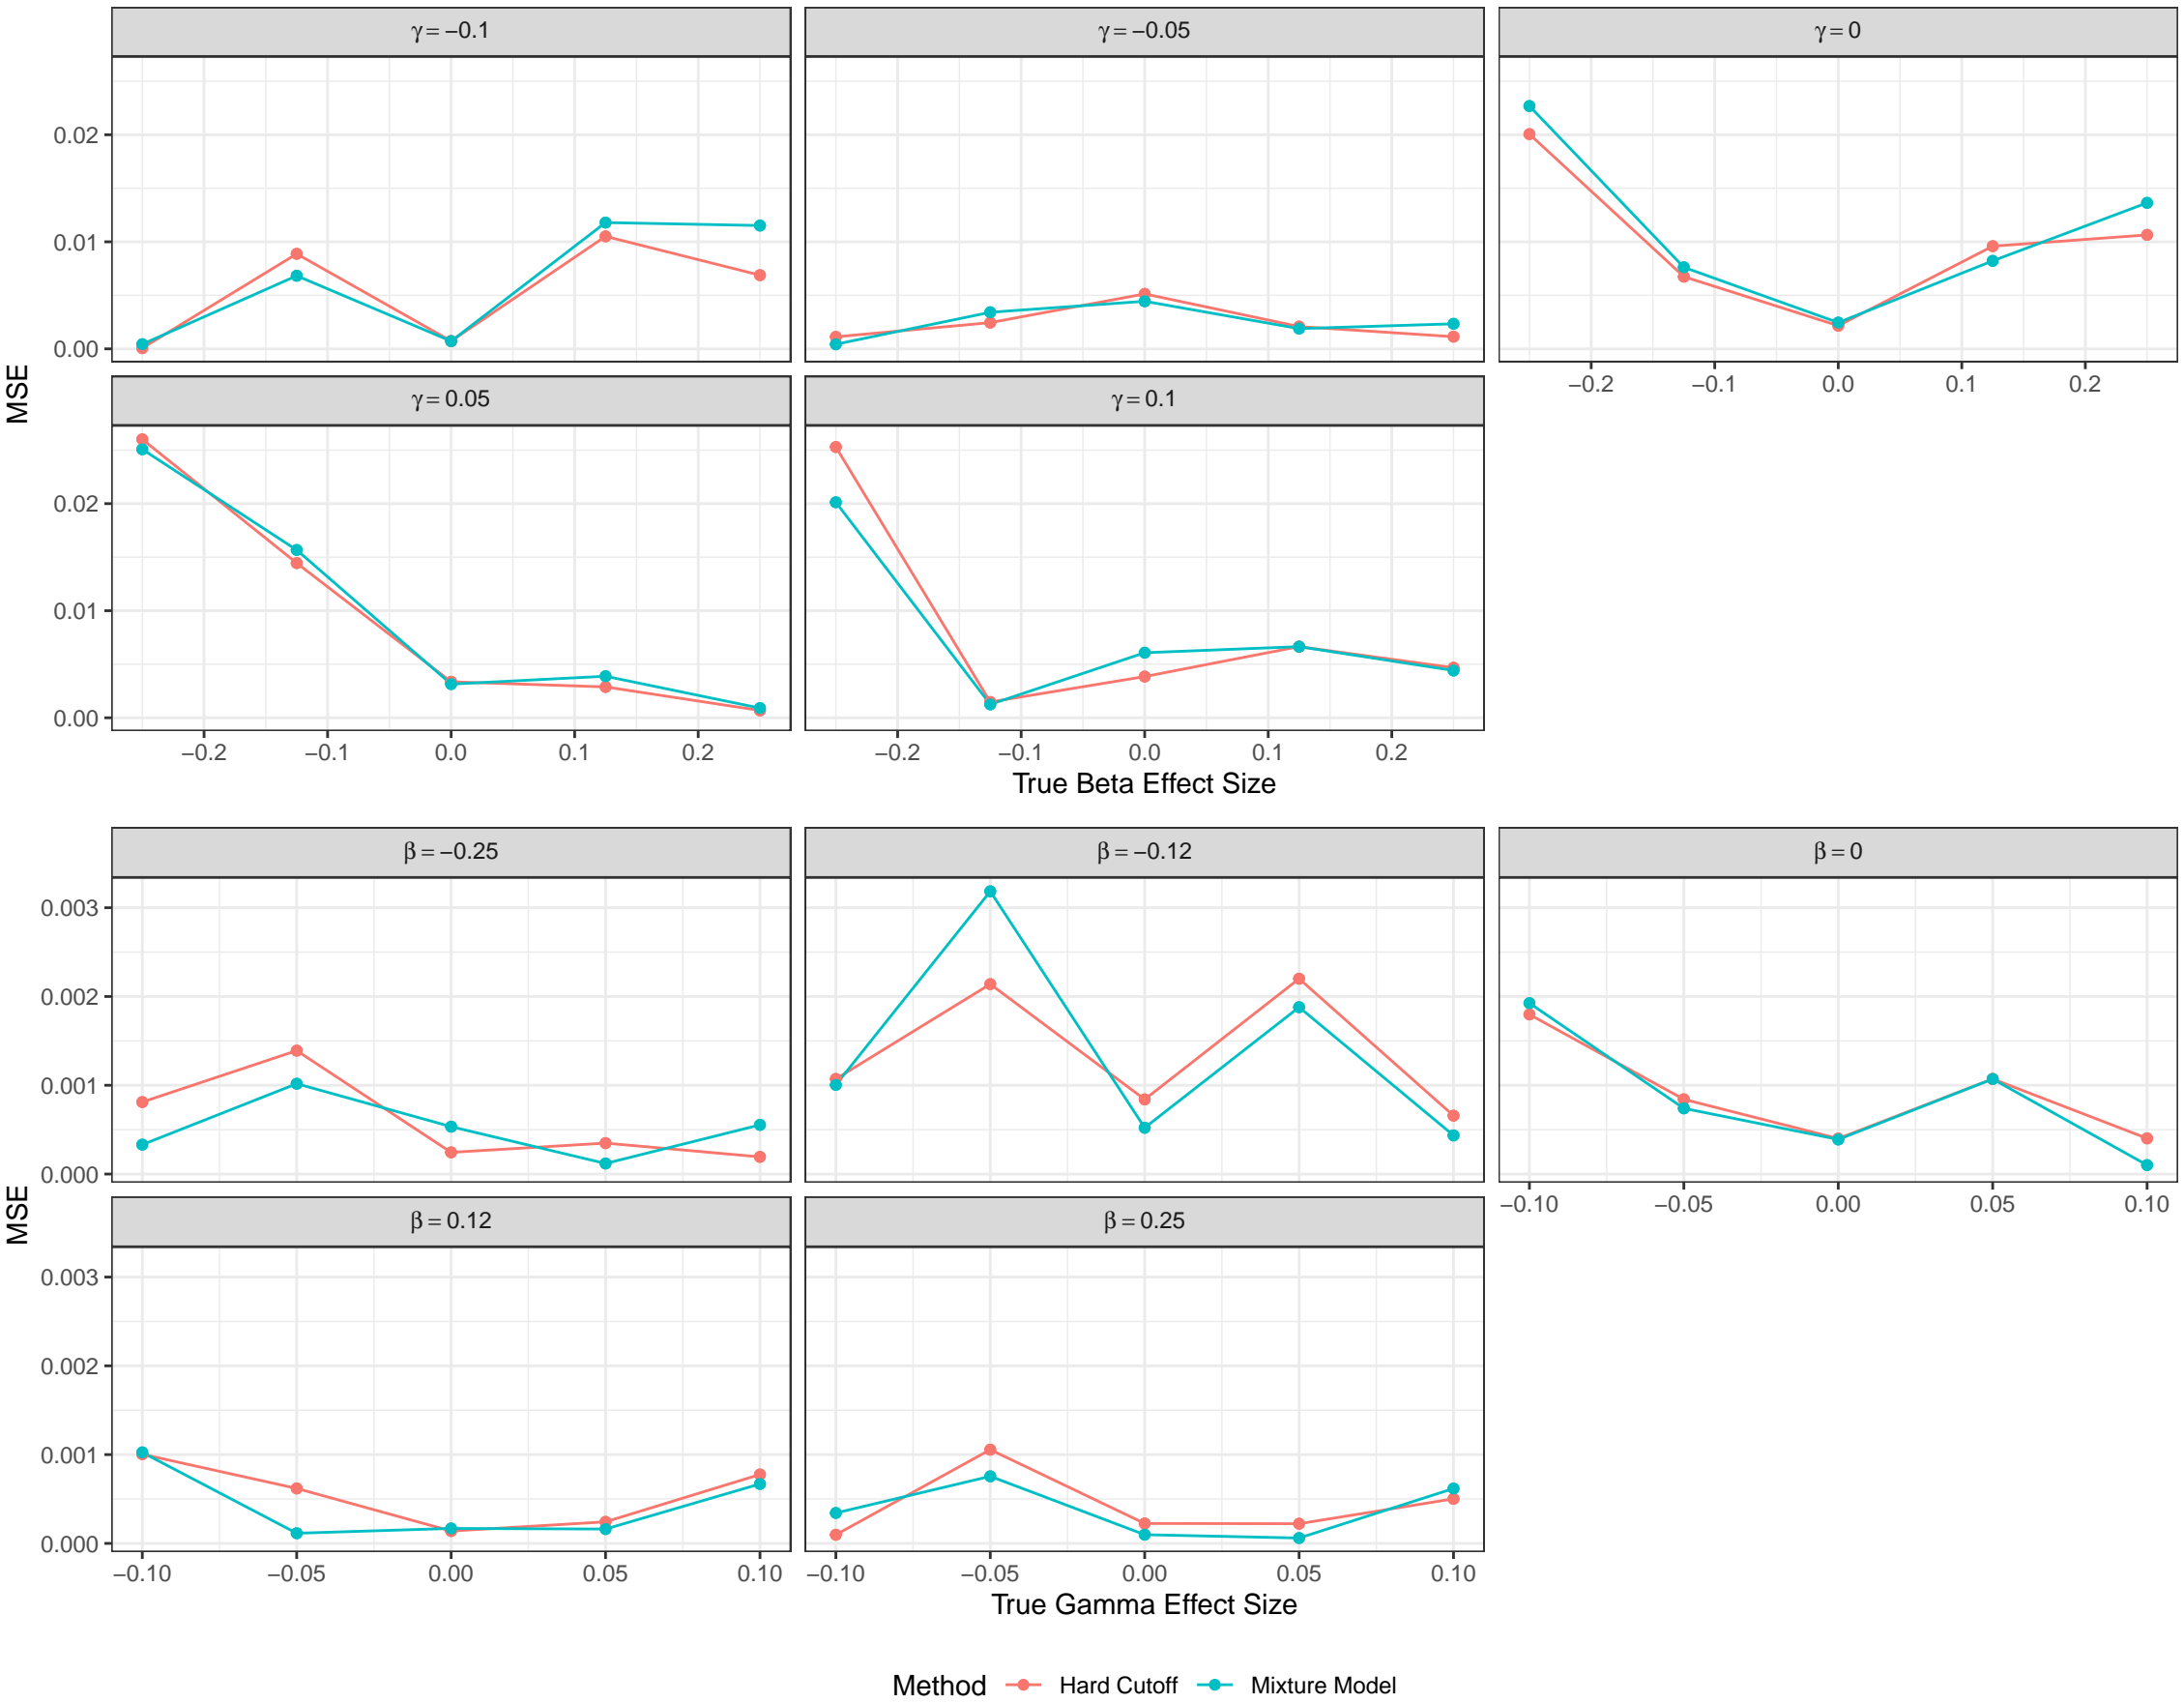 γ = −0.1
γ = −0.05
γ = 0
0.02
0.01
0.00
−0.2 −0.1 0.0 0.1 0.2
MSE
γ = 0.05
γ = 0.1
0.02
0.01
0.00
−0.2 −0.1 0.0 0.1 0.2
−0.2 −0.1 0.0 0.1 0.2
True Beta Effect Size
β = −0.25
β = −0.12
β = 0
0.003
0.002
0.001
0.000
−0.10 −0.05 0.00 0.05 0.10
MSE
β = 0.12
β = 0.25
0.003
0.002
0.001
0.000
−0.10 −0.05 0.00 0.05 0.10
−0.10 −0.05 0.00 0.05 0.10
True Gamma Effect Size
Method Hard Cutoff Mixture Model